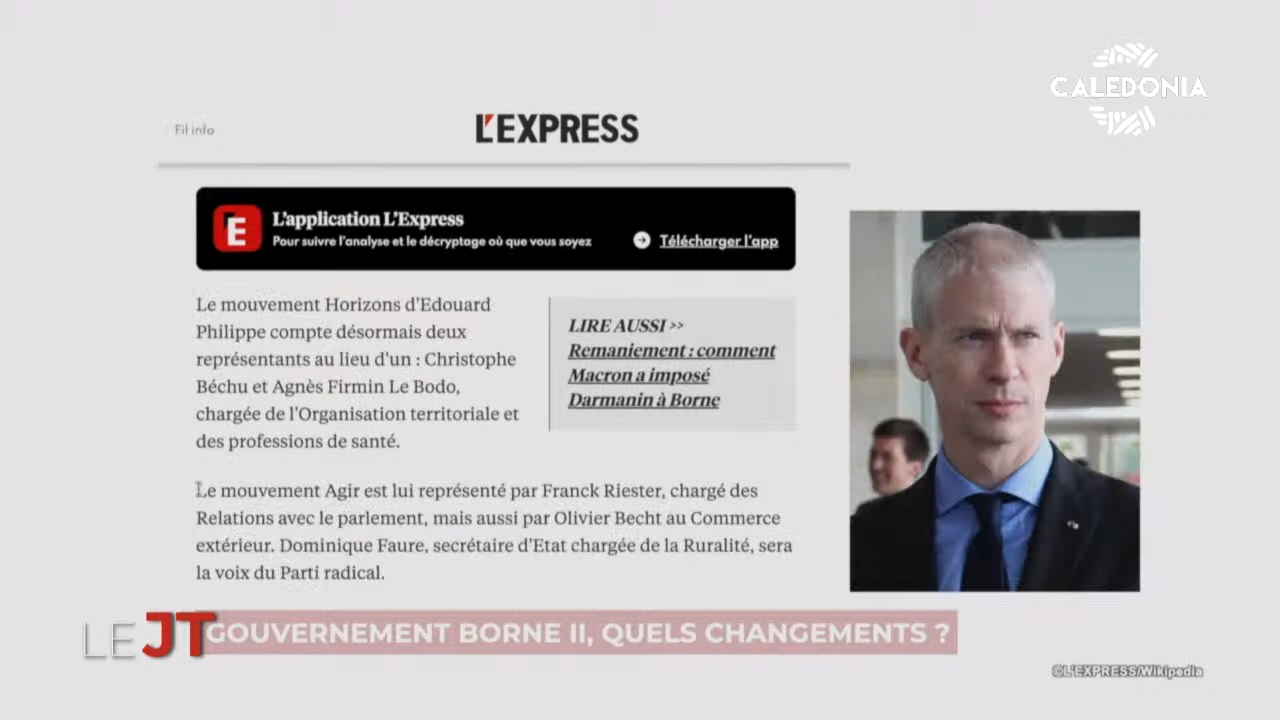 CALEDONIA
Fil info
L'EXPRESS
E
L'application L'Express
Pour suivre l'analyse et le décryptage où que vous soyez
Télécharger l'app
Le mouvement Horizons d'Edouard
Philippe compte désormais deux
représentants au lieu d'un : Christophe
Béchu et Agnès Firmin Le Bodo,
chargée de l'Organisation territoriale et
des professions de santé.
LIRE AUSSI >>
Remaniement : comment
Macron a imposé
Darmanin à Borne
Le mouvement Agir est lui représenté par Franck Riester, chargé des
Relations avec le parlement, mais aussi par Olivier Becht au Commerce
extérieur. Dominique Faure, secrétaire d'Etat chargée de la Ruralité, sera
la voix du Parti radical.
LE JT
GOUVERNEMENT BORNE II, QUELS CHANGEMENTS ?
©L'EXPRESS/Wikipedia